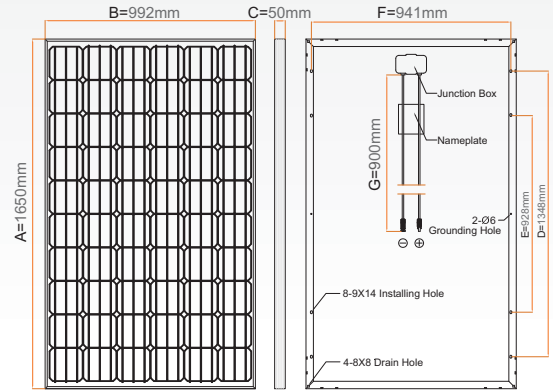 B=992mm
C=50mm
F=941mm
A=1650mm
Junction Box
Nameplate
G=900mm
2-Ø6
Grounding Hole
E=928mm
D=1348mm
8-9X14 Installing Hole
4-8X8 Drain Hole